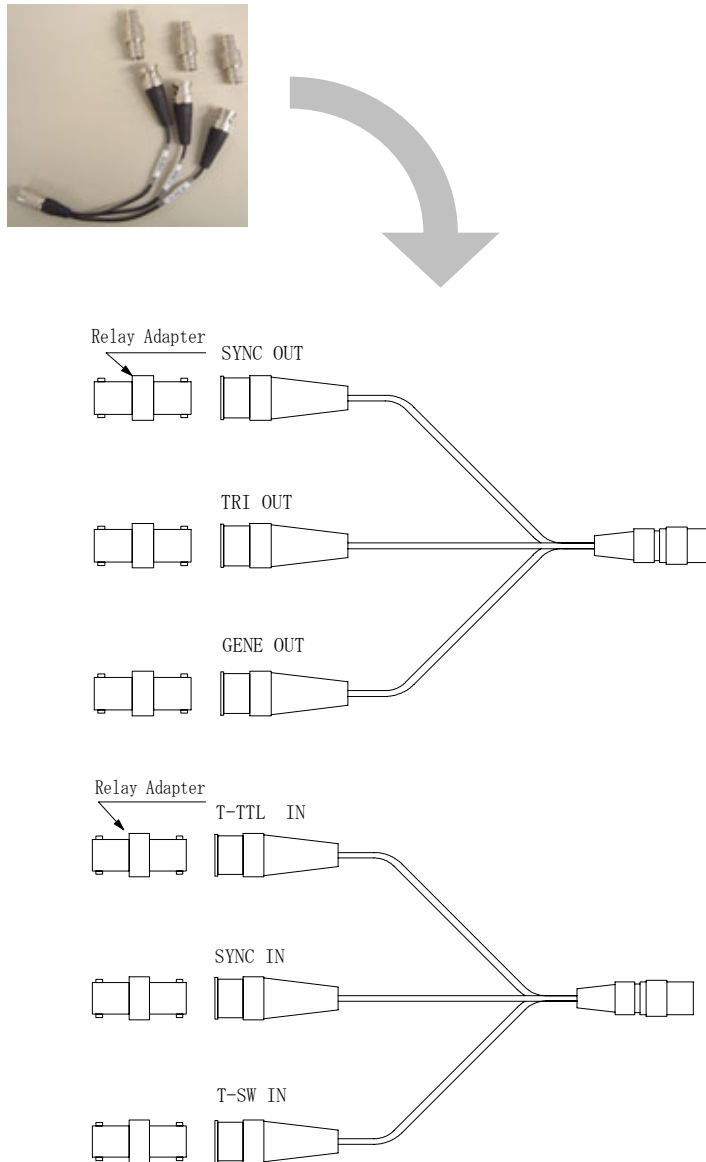 Relay Adapter
SYNC OUT
TRI OUT
GENE OUT
Relay Adapter
T-TTL IN
SYNC IN
T-SW IN